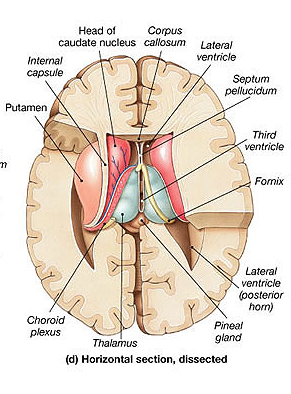 Head of
caudate nucleus
Corpus
callosum
Lateral
ventricle
Internal
capsule
Septum
pellucidum
Putamen
Third
ventricle
Fornix
Lateral
ventricle
(posterior
horn)
Choroid
plexus
Thalamus
Pineal
gland
(d) Horizontal section, dissected